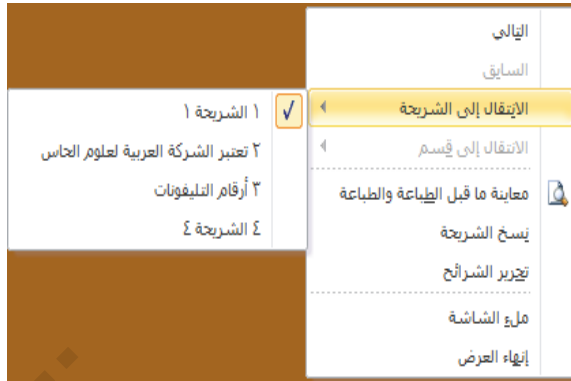 التالي
السابق
الانتقال إلى الشريحة
الانتقال إلى قسم
معاينة ما قبل الطباعة والطباعة
نسخ الشريحة
تحرير الشرائح
ملء الشاشة
إنهاء العرض
١ الشريحة ١
٢ تعتبر الشركة العربية لعلوم الحاس
٣ أرقام التليفونات
٤ الشريحة ٤